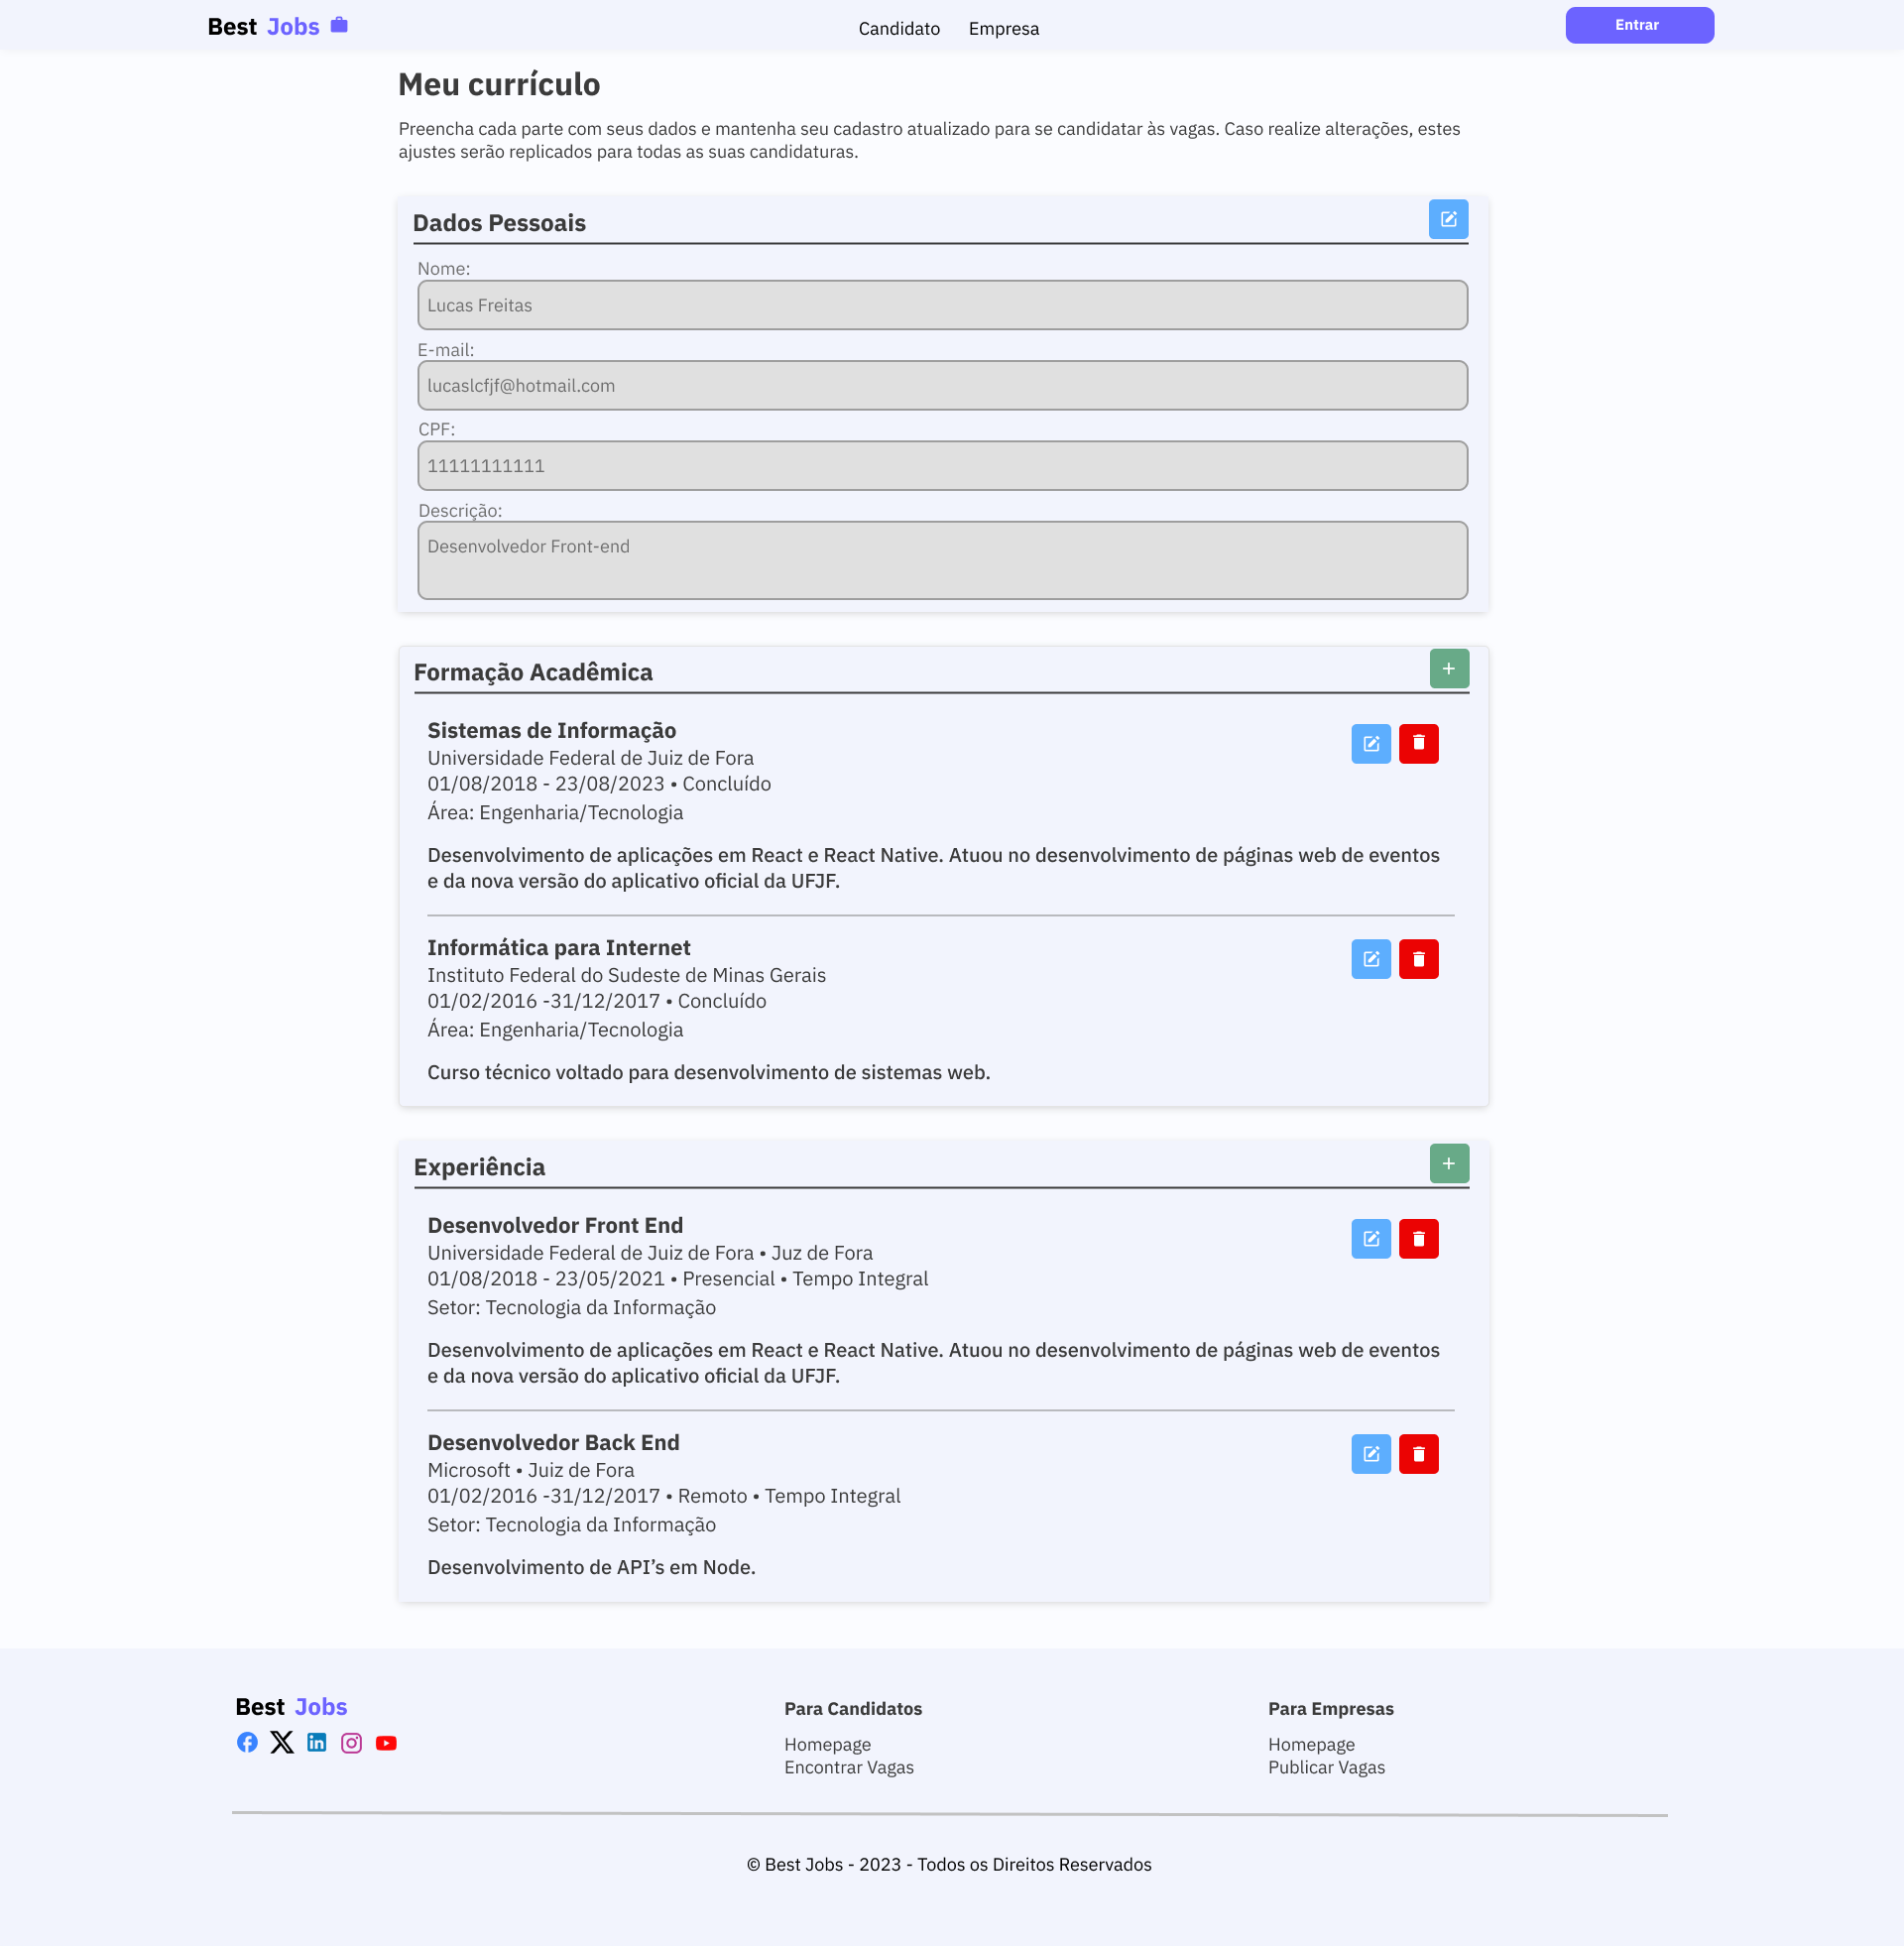 Best Jobs
Candidato Empresa
Entrar
Meu currículo
Preencha cada parte com seus dados e mantenha seu cadastro atualizado para se candidatar às vagas. Caso realize alterações, estes
ajustes serão replicados para todas as suas candidaturas.
Dados Pessoais
Nome:
Lucas Freitas
E-mail:
lucaslcfjf@hotmail.com
CPF:
11111111111
Descrição:
Desenvolvedor Front-end
Formação Acadêmica
+
Sistemas de Informação
Universidade Federal de Juiz de Fora
01/08/2018 - 23/08/2023 • Concluído
Área: Engenharia/Tecnologia
Desenvolvimento de aplicações em React e React Native. Atuou no desenvolvimento de páginas web de eventos
e da nova versão do aplicativo oficial da UFJF.
Informática para Internet
Instituto Federal do Sudeste de Minas Gerais
01/02/2016 -31/12/2017 • Concluído
Área: Engenharia/Tecnologia
Curso técnico voltado para desenvolvimento de sistemas web.
Experiência
+
Desenvolvedor Front End
Universidade Federal de Juiz de Fora • Juz de Fora
01/08/2018 - 23/05/2021 • Presencial • Tempo Integral
Setor: Tecnologia da Informação
Desenvolvimento de aplicações em React e React Native. Atuou no desenvolvimento de páginas web de eventos
e da nova versão do aplicativo oficial da UFJF.
Desenvolvedor Back End
Microsoft • Juiz de Fora
01/02/2016 -31/12/2017 • Remoto • Tempo Integral
Setor: Tecnologia da Informação
Desenvolvimento de API’s em Node.
Best Jobs
Para Candidatos
Homepage
Encontrar Vagas
Para Empresas
Homepage
Publicar Vagas
© Best Jobs - 2023 - Todos os Direitos Reservados